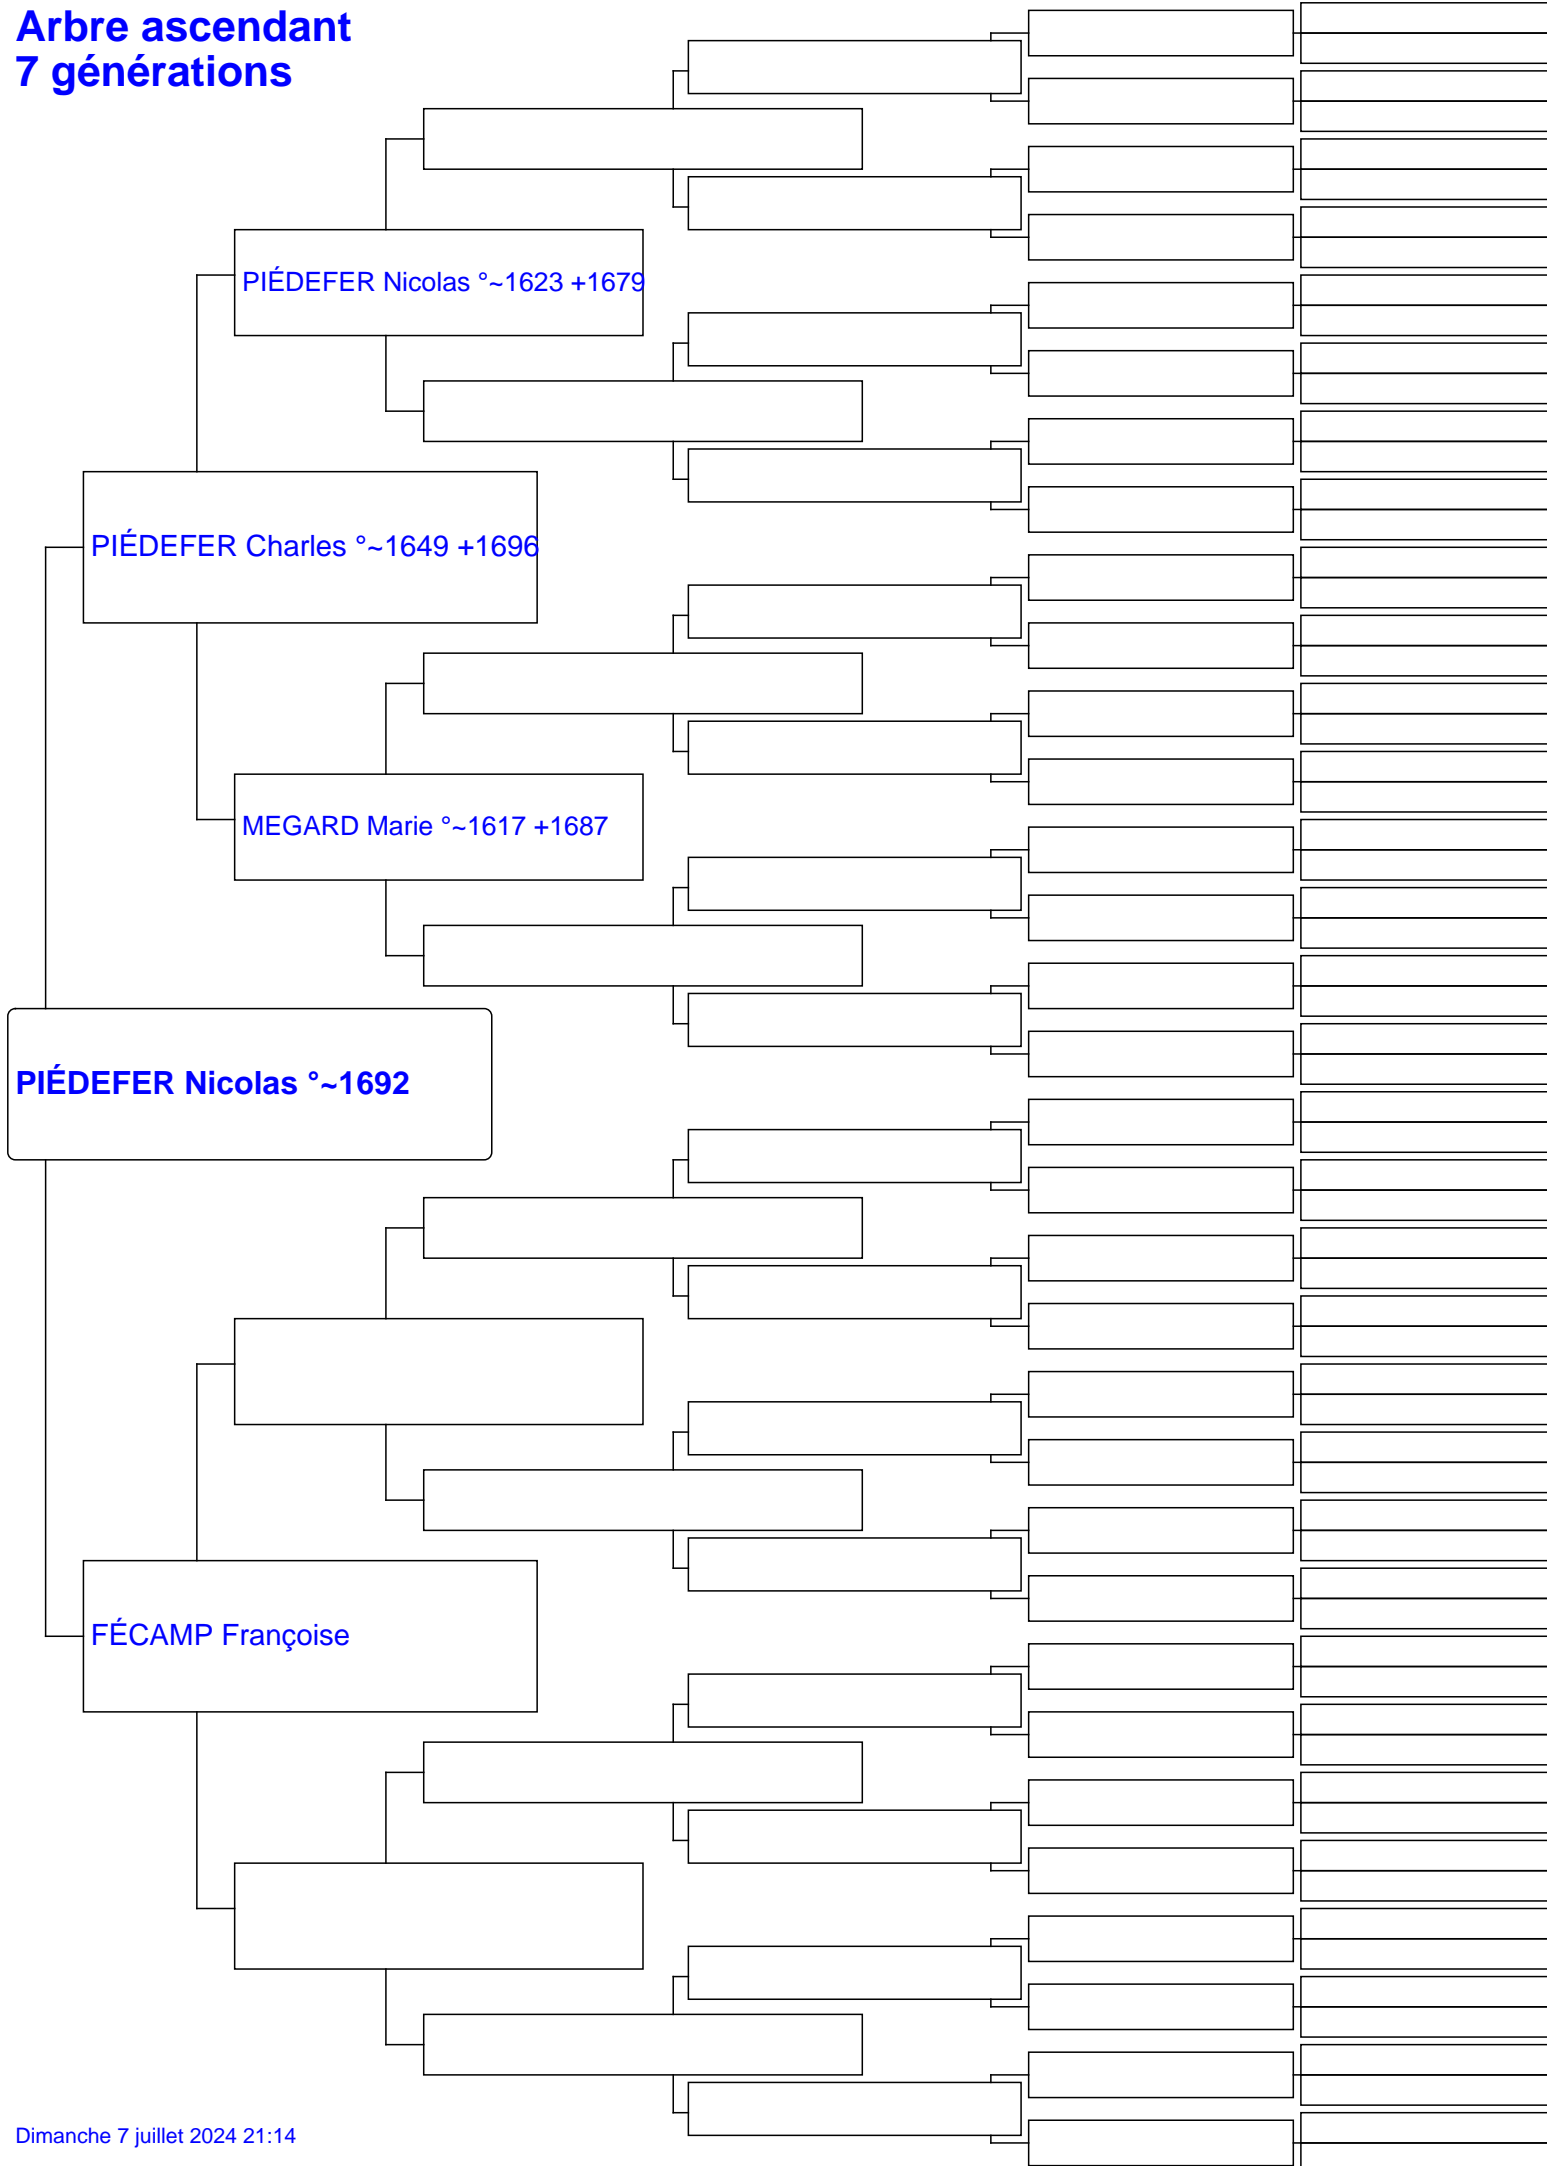 Arbre ascendant
7 générations
PIÉDEFER Nicolas °~1623 +1679
PIÉDEFER Charles °~1649 +1696
MEGARD Marie °~1617 +1687
PIÉDEFER Nicolas °~1692
FÉCAMP Françoise
Dimanche 7 juillet 2024 21:14